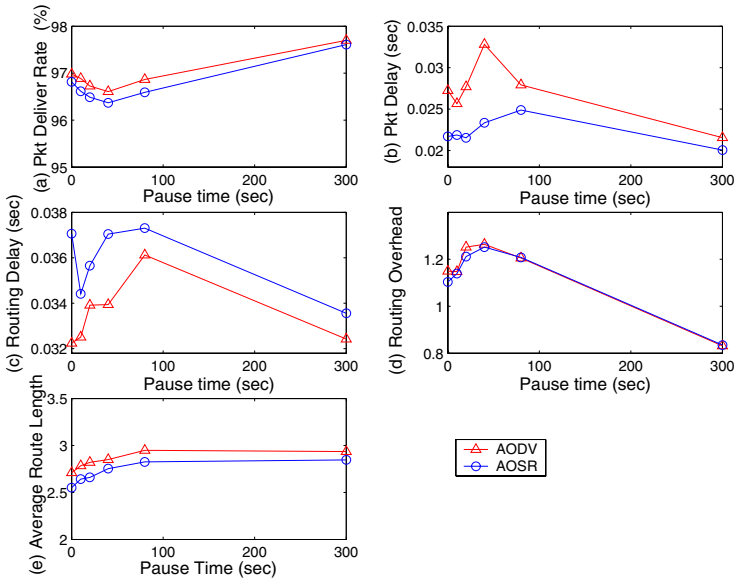 (a) Pkt Deliver Rate (%)
98
97
96
95
0 100 200 300
Pause time (sec)
(b) Pkt Delay (sec)
0.035
0.03
0.025
0.02
0 100 200 300
Pause time (sec)
(c) Routing Delay (sec)
0.038
0.036
0.034
0.032
0 100 200 300
Pause time (sec)
(d) Routing Overhead
1.2
1
0.8
0 100 200 300
Pause time (sec)
(e) Average Route Length
3.5
3
2.5
2
0 100 200 300
Pause Time (sec)
AODV
AOSR